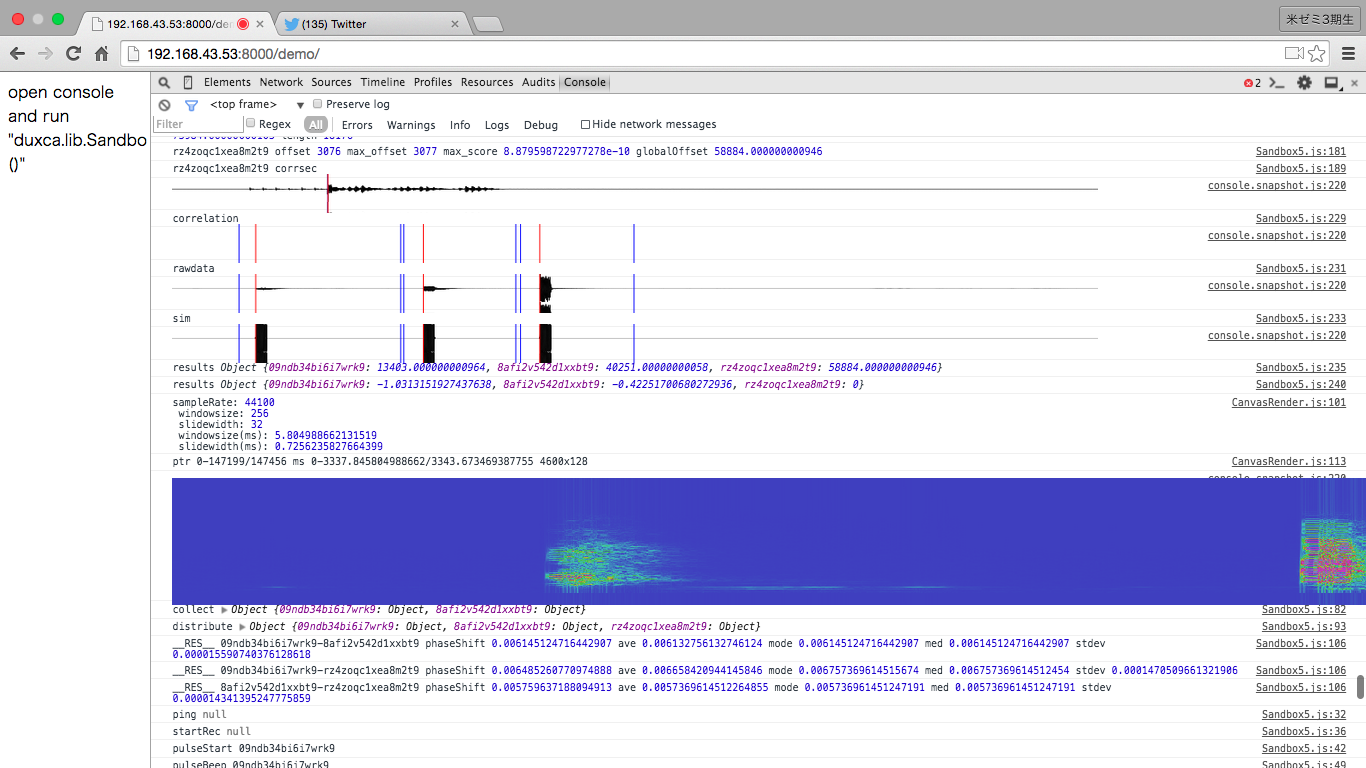 192.168.43.53:8000/de
(135) Twitter
米ゼミ3期生
192.168.43.53:8000/demo/
open console
and run
"duxca.lib.Sandbo
()"
Elements Network Sources Timeline Profiles Resources Audits Console
2
<top frame> Preserve log
Filter Regex All Errors Warnings Info Logs Debug Hide network messages
rz4zoqc1xea8m2t9 offset 3076 max_offset 3077 max_score 8.879598722977278e-10 globalOffset 58884.000000000946 Sandbox5.js:181
rz4zoqc1xea8m2t9 corrsec Sandbox5.js:189
console.snapshot.js:220
correlation Sandbox5.js:229
console.snapshot.js:220
rawdata Sandbox5.js:231
console.snapshot.js:220
sim Sandbox5.js:233
console.snapshot.js:220
results Object {09ndb34bi6i7wrk9: 13403.000000000964, 8afi2v542d1xxbt9: 40251.00000000058, rz4zoqc1xea8m2t9: 58884.000000000946} Sandbox5.js:235
results Object {09ndb34bi6i7wrk9: -1.0313151927437638, 8afi2v542d1xxbt9: -0.42251700680272936, rz4zoqc1xea8m2t9: 0} Sandbox5.js:240
sampleRate: 44100 CanvasRender.js:101
windowsize: 256
slidewidth: 32
windowsize(ms): 5.804988662131519
slidewidth(ms): 0.7256235827664399
ptr 0-147199/147456 ms 0-3337.845804988662/3343.673469387755 4600x128 CanvasRender.js:113
console.snapshot.js:220
collect ▶Object {09ndb34bi6i7wrk9: Object, 8afi2v542d1xxbt9: Object} Sandbox5.js:82
distribute ▶Object {09ndb34bi6i7wrk9: Object, 8afi2v542d1xxbt9: Object, rz4zoqc1xea8m2t9: Object} Sandbox5.js:93
__RES__ 09ndb34bi6i7wrk9-8afi2v542d1xxbt9 phaseShift 0.006145124716442907 ave 0.006132756132746124 mode 0.006145124716442907 med 0.006145124716442907 stdev Sandbox5.js:106
0.000015590740376128618
__RES__ 09ndb34bi6i7wrk9-rz4zoqc1xea8m2t9 phaseShift 0.006485260770974888 ave 0.006658420944145846 mode 0.006757369614515674 med 0.006757369614512454 stdev 0.0001470509661321906 Sandbox5.js:106
__RES__ 8afi2v542d1xxbt9-rz4zoqc1xea8m2t9 phaseShift 0.005759637188094913 ave 0.0057369614512264855 mode 0.005736961451247191 med 0.005736961451247191 stdev Sandbox5.js:106
0.000014341395247775859
ping null Sandbox5.js:32
startRec null Sandbox5.js:36
pulseStart 09ndb34bi6i7wrk9 Sandbox5.js:42
pulseBeep 09ndb34bi6i7wrk9 Sandbox5.js:49